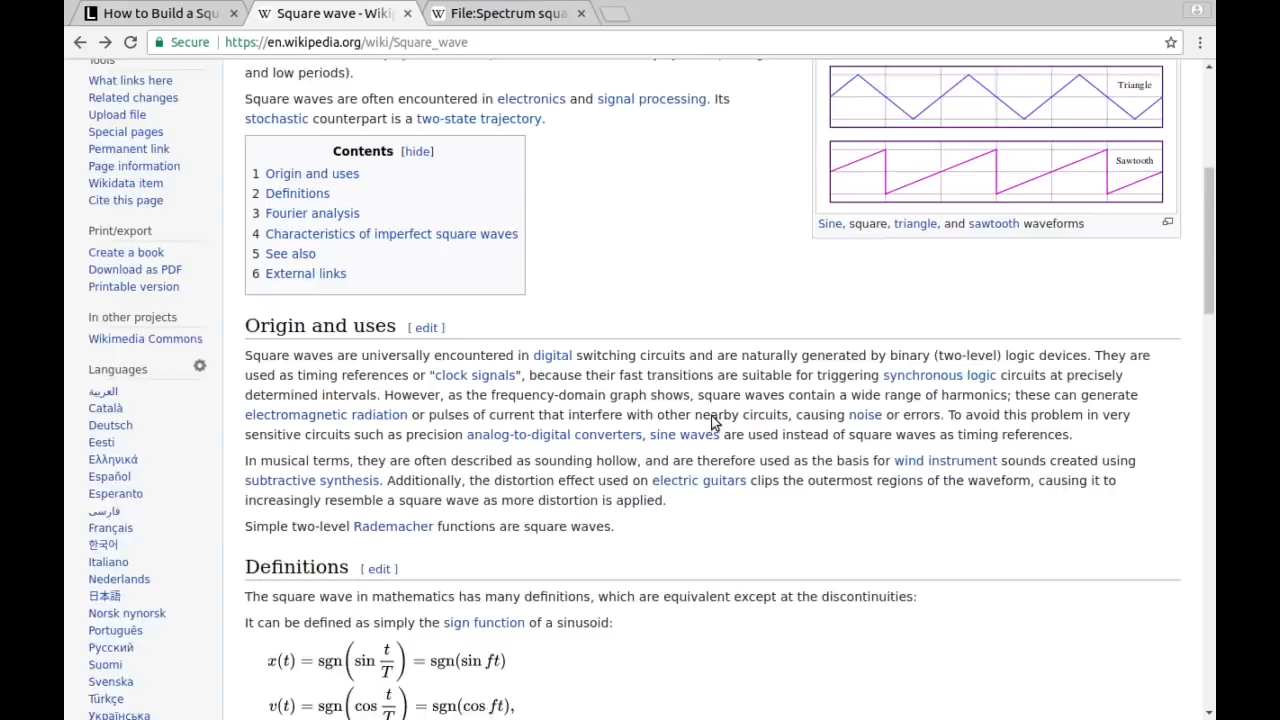 How to Build a Squ
Square wave - Wiki
File:Spectrum squa
Secure
https://en.wikipedia.org/wiki/Square_wave
Tools
What links here
Related changes
Upload file
Special pages
Permanent link
Page information
Wikidata item
Cite this page
Print/export
Create a book
Download as PDF
Printable version
In other projects
Wikimedia Commons
Languages
العربية
Català
Deutsch
Eesti
Ελληνικά
Español
Esperanto
فارسی
Français
한국어
Italiano
Nederlands
日本語
Norsk nynorsk
Português
Русский
Suomi
Svenska
Türkçe
Українська
and low periods).
Square waves are often encountered in electronics and signal processing. Its
stochastic counterpart is a two-state trajectory.
Contents [hide]
1 Origin and uses
2 Definitions
3 Fourier analysis
4 Characteristics of imperfect square waves
5 See also
6 External links
Triangle
Sawtooth
Sine, square, triangle, and sawtooth waveforms
Origin and uses [ edit ]
Square waves are universally encountered in digital switching circuits and are naturally generated by binary (two-level) logic devices. They are
used as timing references or "clock signals", because their fast transitions are suitable for triggering synchronous logic circuits at precisely
determined intervals. However, as the frequency-domain graph shows, square waves contain a wide range of harmonics; these can generate
electromagnetic radiation or pulses of current that interfere with other nearby circuits, causing noise or errors. To avoid this problem in very
sensitive circuits such as precision analog-to-digital converters, sine waves are used instead of square waves as timing references.
In musical terms, they are often described as sounding hollow, and are therefore used as the basis for wind instrument sounds created using
subtractive synthesis. Additionally, the distortion effect used on electric guitars clips the outermost regions of the waveform, causing it to
increasingly resemble a square wave as more distortion is applied.
Simple two-level Rademacher functions are square waves.
Definitions [ edit ]
The square wave in mathematics has many definitions, which are equivalent except at the discontinuities:
It can be defined as simply the sign function of a sinusoid:
x(t) = sgn(sin t/T) = sgn(sin ft)
v(t) = sgn(cos t/T) = sgn(cos ft),